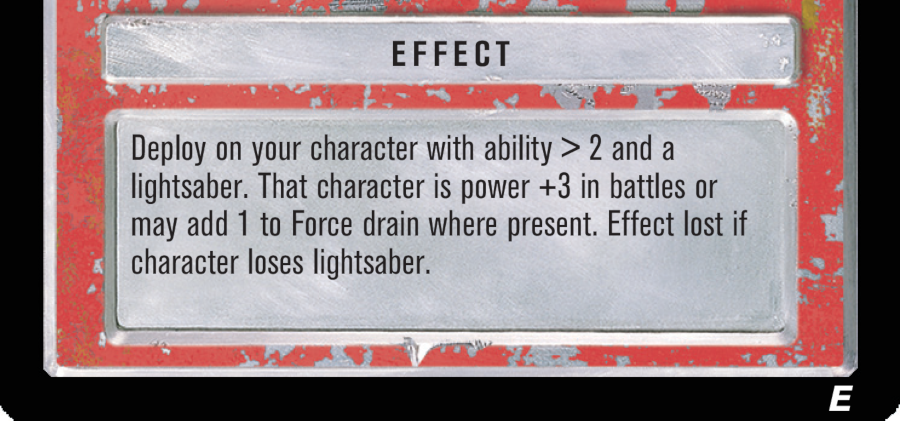 EFFECT
Deploy on your character with ability > 2 and a
lightsaber. That character is power +3 in battles or
may add 1 to Force drain where present. Effect lost if
character loses lightsaber.
E